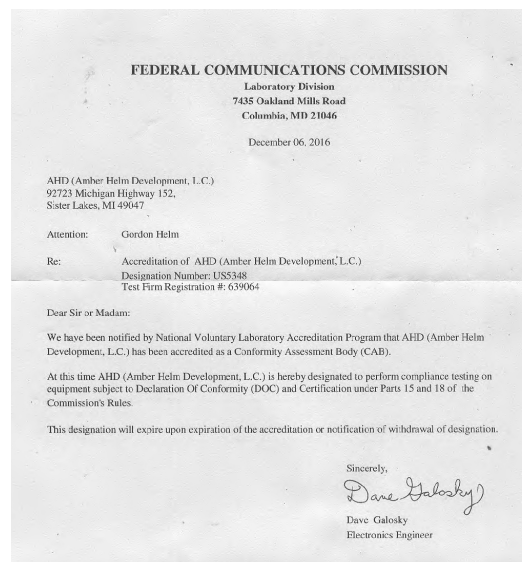 FEDERAL COMMUNICATIONS COMMISSION
Laboratory Division
7435 Oakland Mills Road
Columbia, MD 21046
December 06, 2016
AHD (Amber Helm Development, L.C.)
92723 Michigan Highway 152,
Sister Lakes, MI 49047
Attention: Gordon Helm
Re: Accreditation of AHD (Amber Helm Development, L.C.)
Designation Number: US5348
Test Firm Registration #: 639064
Dear Sir or Madam:
We have been notified by National Voluntary Laboratory Accreditation Program that AHD (Amber Helm
Development, L.C.) has been accredited as a Conformity Assessment Body (CAB).
At this time AHD (Amber Helm Development, L.C.) is hereby designated to perform compliance testing on
equipment subject to Declaration Of Conformity (DOC) and Certification under Parts 15 and 18 of the
Commission's Rules.
This designation will expire upon expiration of the accreditation or notification of withdrawal of designation.
Sincerely,
Dave Galosky
Dave Galosky
Electronics Engineer